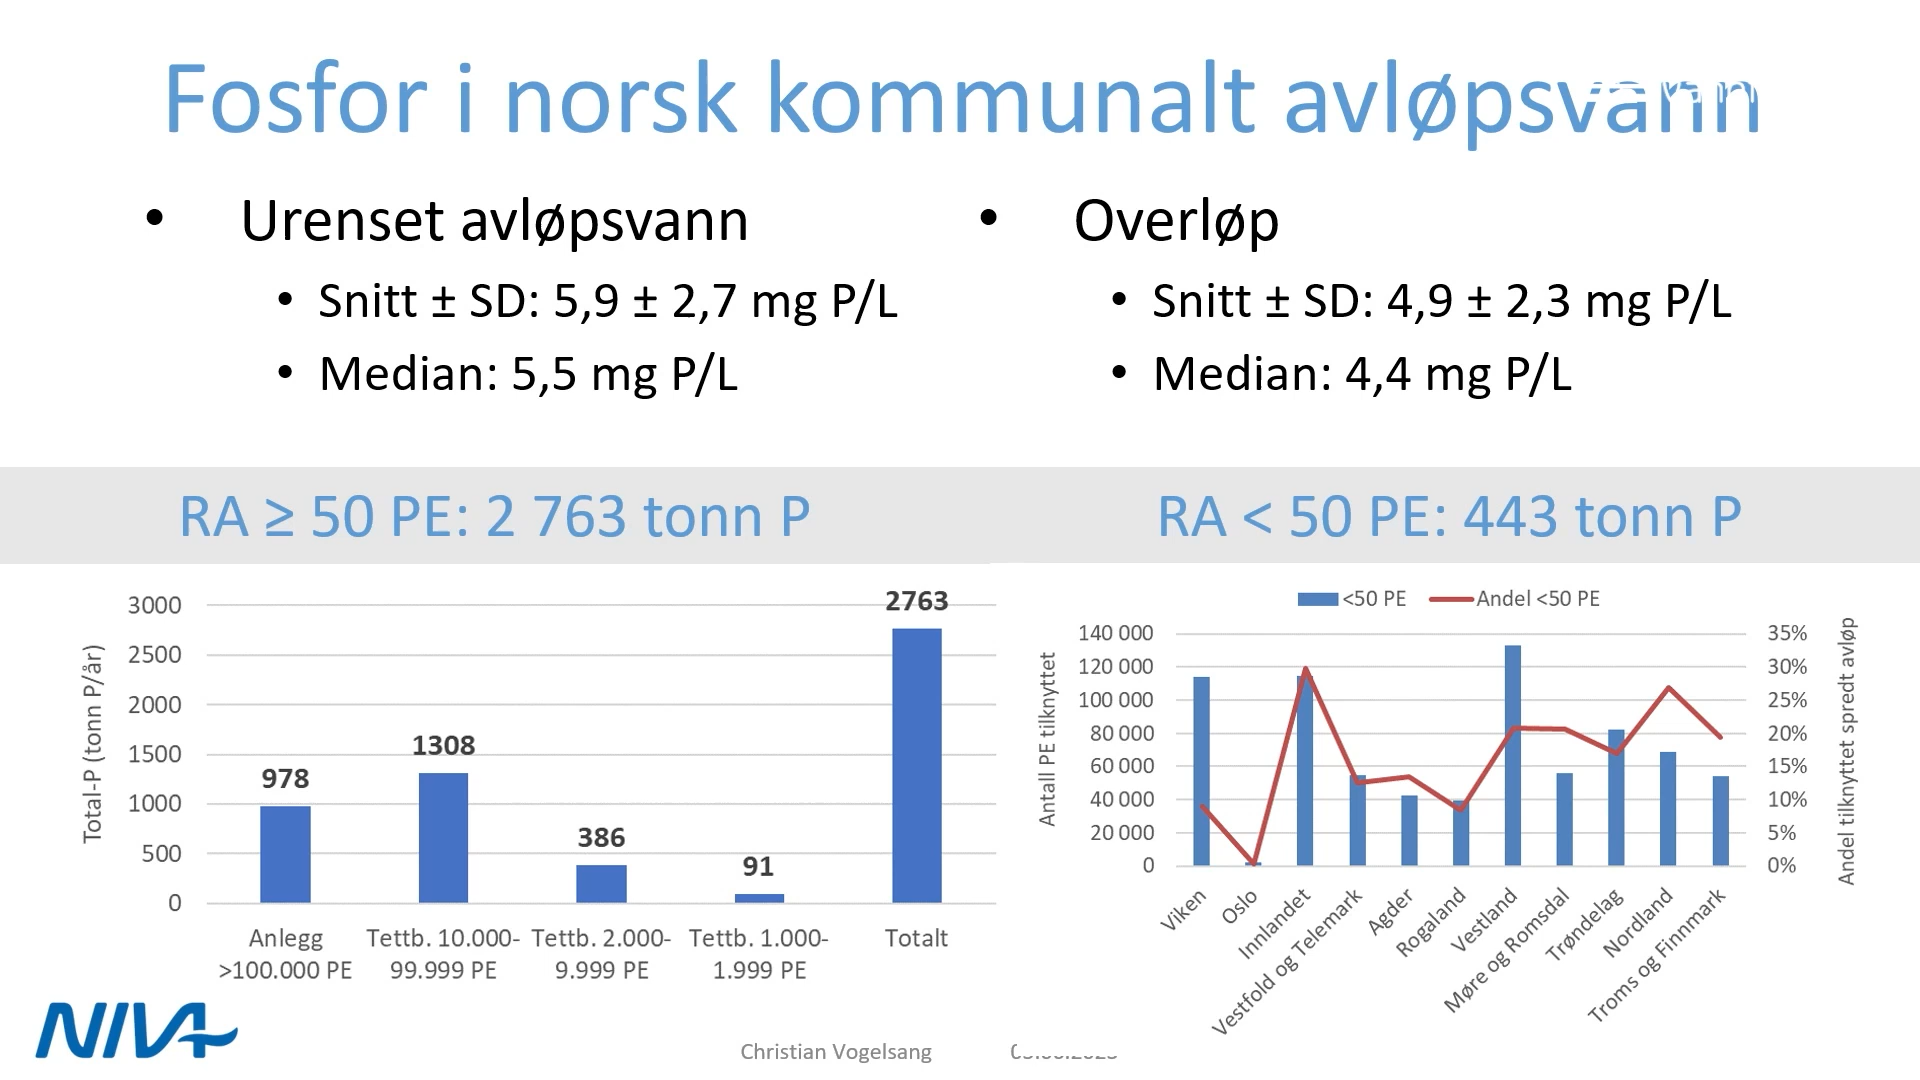 Fosfor i norsk kommunalt avløpsvann
• Urenset avløpsvann
• Snitt ± SD: 5,9 ± 2,7 mg P/L
• Median: 5,5 mg P/L
• Overløp
• Snitt ± SD: 4,9 ± 2,3 mg P/L
• Median: 4,4 mg P/L
RA ≥ 50 PE: 2 763 tonn P
RA < 50 PE: 443 tonn P
Total-P (tonn P/år)
3000
2500
2000
1500
1000
500
0
978
1308
386
91
2763
Anlegg
>100.000 PE
Tettb. 10.000-
99.999 PE
Tettb. 2.000-
9.999 PE
Tettb. 1.000-
1.999 PE
Totalt
<50 PE
Andel <50 PE
Antall PE tilknyttet
140 000
120 000
100 000
80 000
60 000
40 000
20 000
0
35%
30%
25%
20%
15%
10%
5%
0%
Andel tilknyttet spredt avløp
Viken
Oslo
Innlandet
Vestfold og Telemark
Agder
Rogaland
Vestland
Møre og Romsdal
Trøndelag
Nordland
Troms og Finnmark
NIVA
Christian Vogelsang